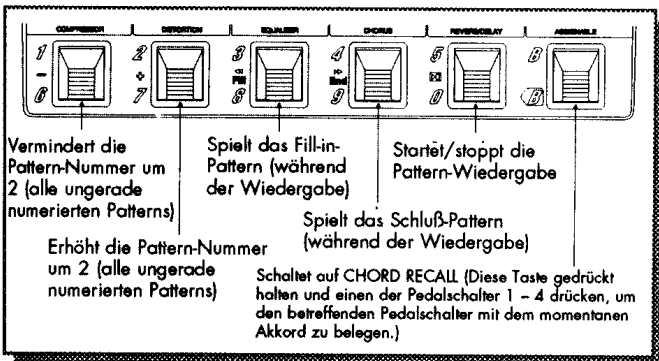 COMPRESSOR DISTORTION EQUALIZER CHORUS REVERB/DELAY ASSIGNABLE
1 2 3 4 5 B
- + Fill End
6 7 8 9 0 B
Vermindert die
Pattern-Nummer um
2 (alle ungerade
numerierten Patterns)
Spielt das Fill-in-
Pattern (während
der Wiedergabe)
Startet/stoppt die
Pattern-Wiedergabe
Erhöht die Pattern-Nummer
um 2 (alle ungerade
numerierten Patterns)
Spielt das Schluß-Pattern
(während der Wiedergabe)
Schaltet auf CHORD RECALL (Diese Taste gedrückt
halten und einen der Pedalschalter 1 – 4 drücken, um
den betreffenden Pedalschalter mit dem momentanen
Akkord zu belegen.)